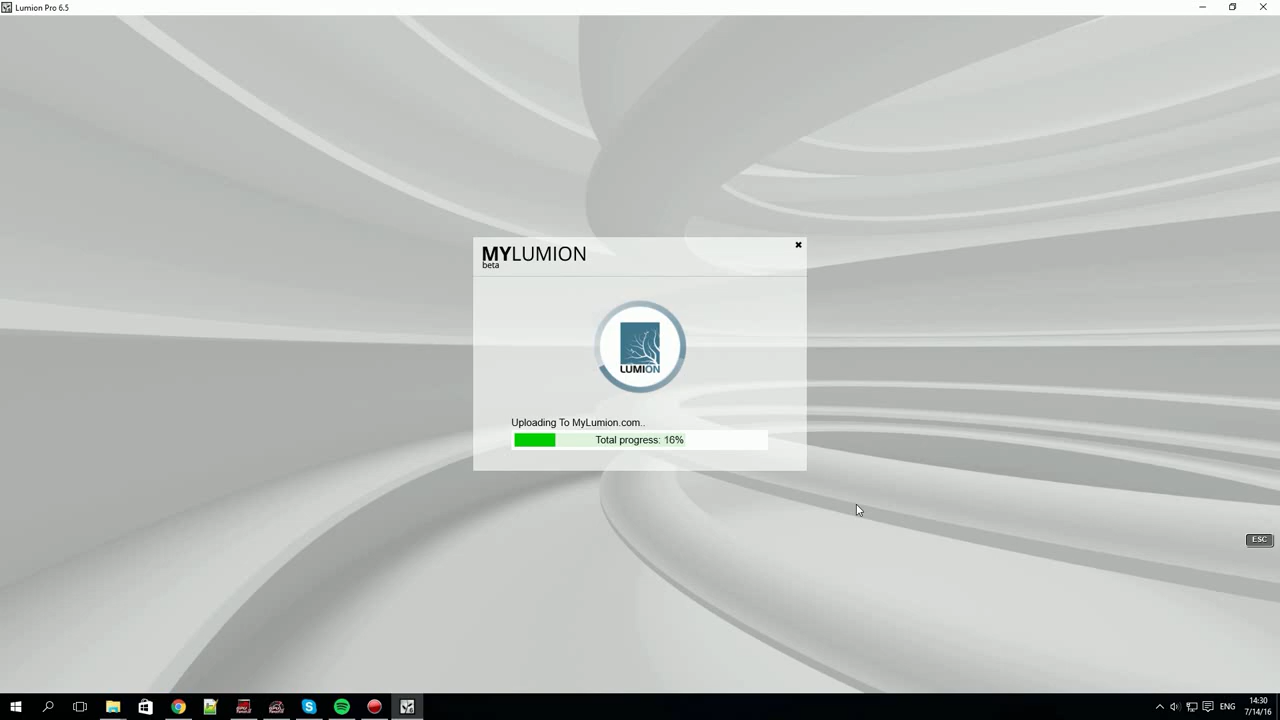 Lumion Pro 6.5
MYLUMION
beta
LUMION
Uploading To MyLumion.com..
Total progress: 16%
ESC
ENG
14:30
7/14/16